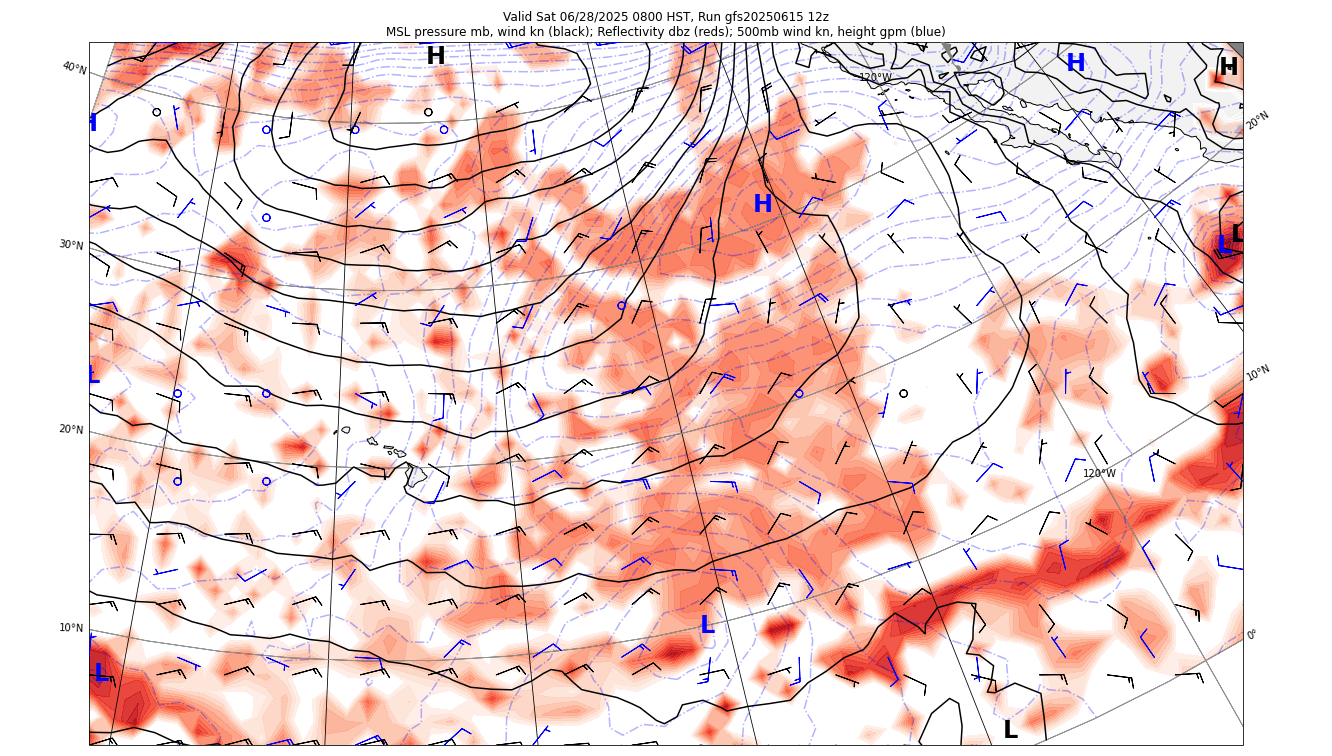 Valid Sat 06/28/2025 0800 HST, Run gfs20250615 12z
MSL pressure mb, wind kn (black); Reflectivity dbz (reds); 500mb wind kn, height gpm (blue)
H
H
H
40°N
120°W
H
20°N
H
L
L
30°N
L
10°N
20°N
120°W
10°N
L
0°
L
L